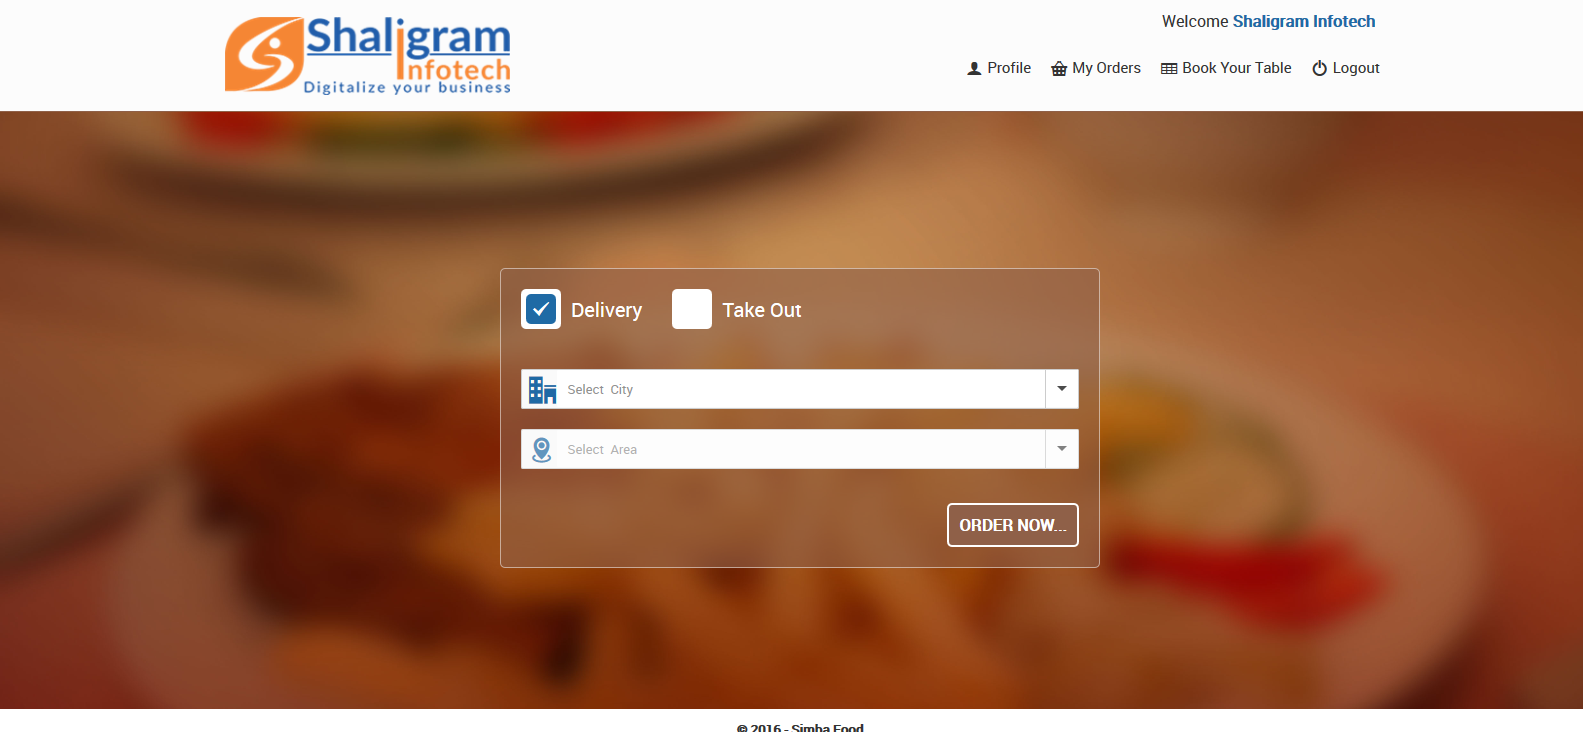 Shaligram
Infotech
Digitalize your business
Welcome Shaligram Infotech
Profile My Orders Book Your Table Logout
Delivery Take Out
Select City
Select Area
ORDER NOW...
© 2016 - Simba Food